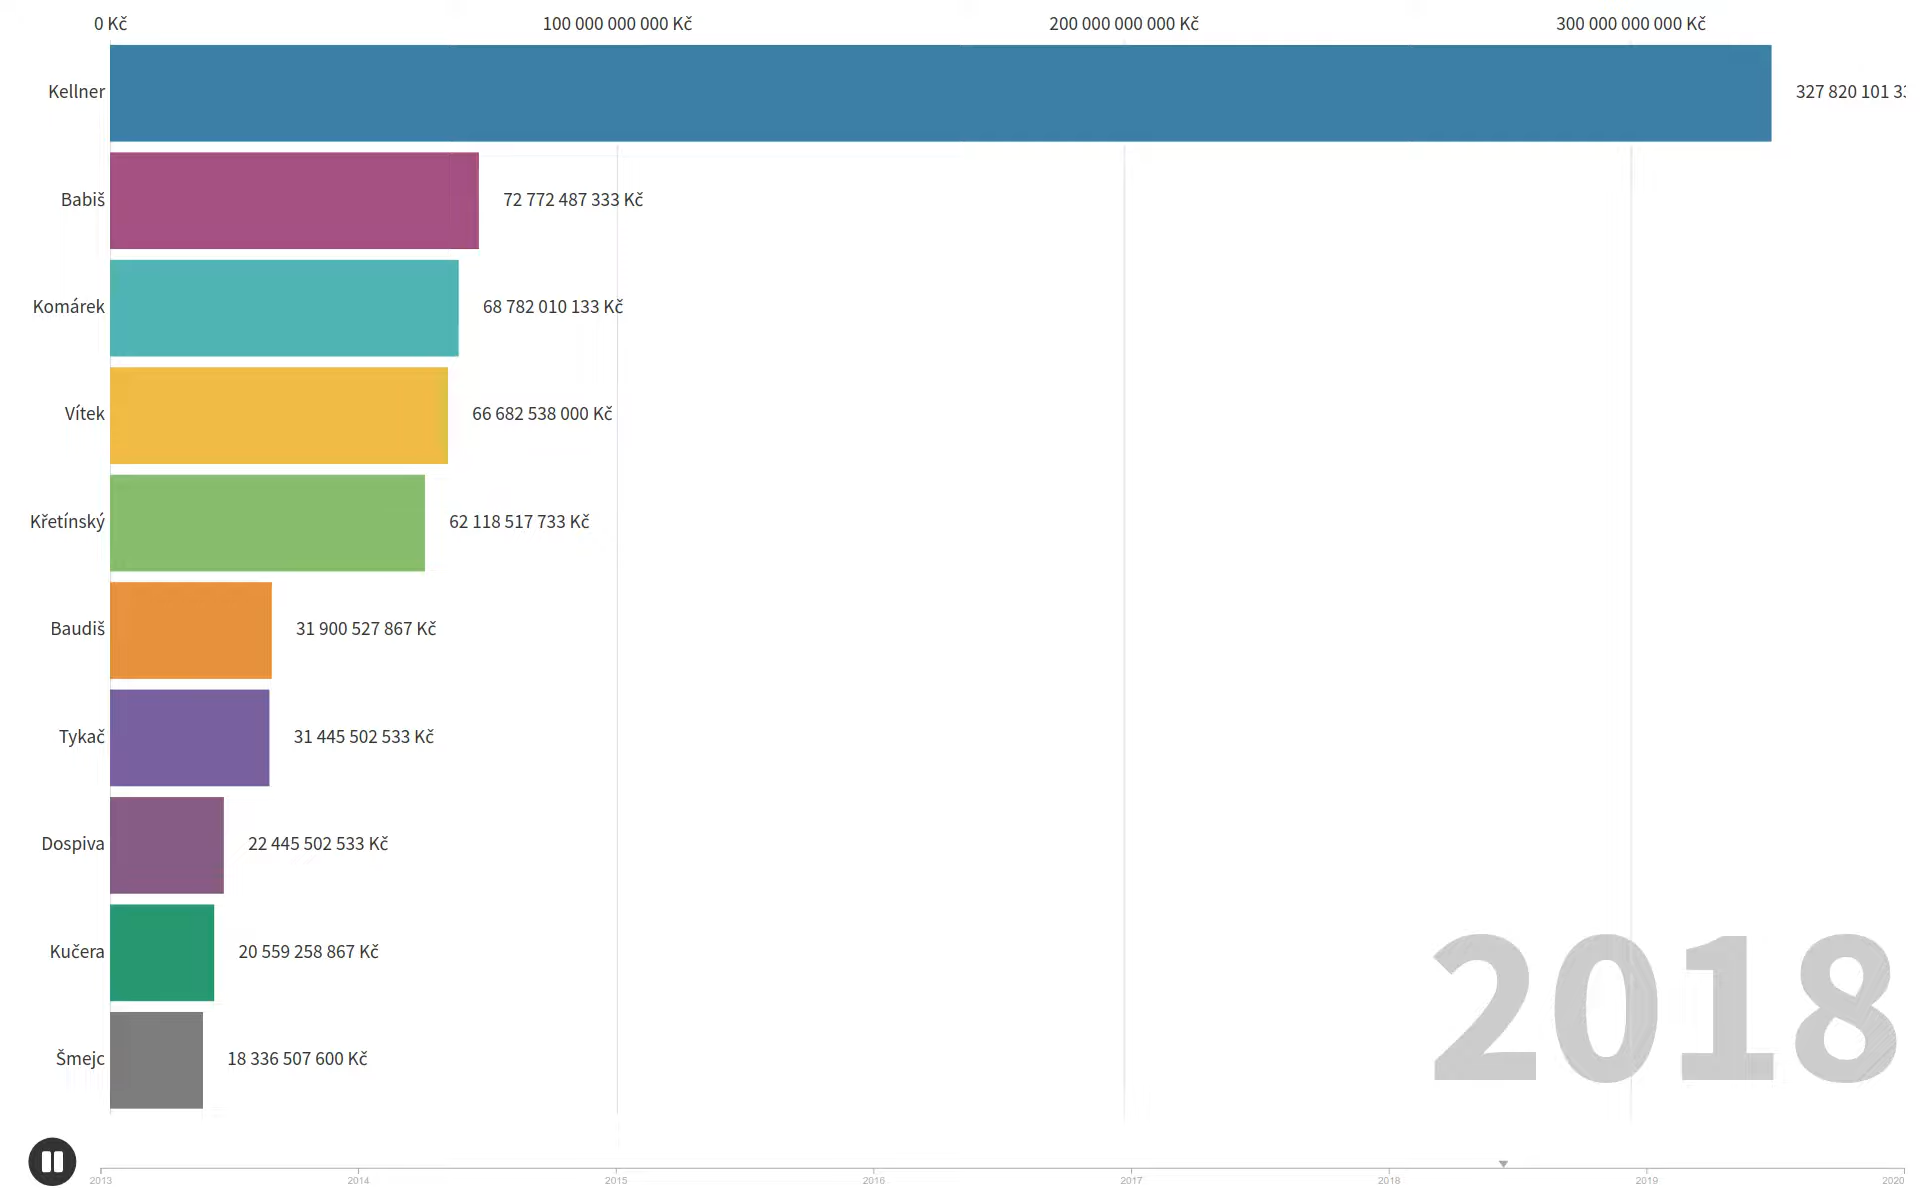 0 Kč 100 000 000 000 Kč 200 000 000 000 Kč 300 000 000 000 Kč
Kellner 327 820 101 33
Babiš 72 772 487 333 Kč
Komárek 68 782 010 133 Kč
Vítek 66 682 538 000 Kč
Křetínský 62 118 517 733 Kč
Baudiš 31 900 527 867 Kč
Tykač 31 445 502 533 Kč
Dospiva 22 445 502 533 Kč
Kučera 20 559 258 867 Kč
Šmejc 18 336 507 600 Kč
2018
2013 2014 2015 2016 2017 2018 2019 2020